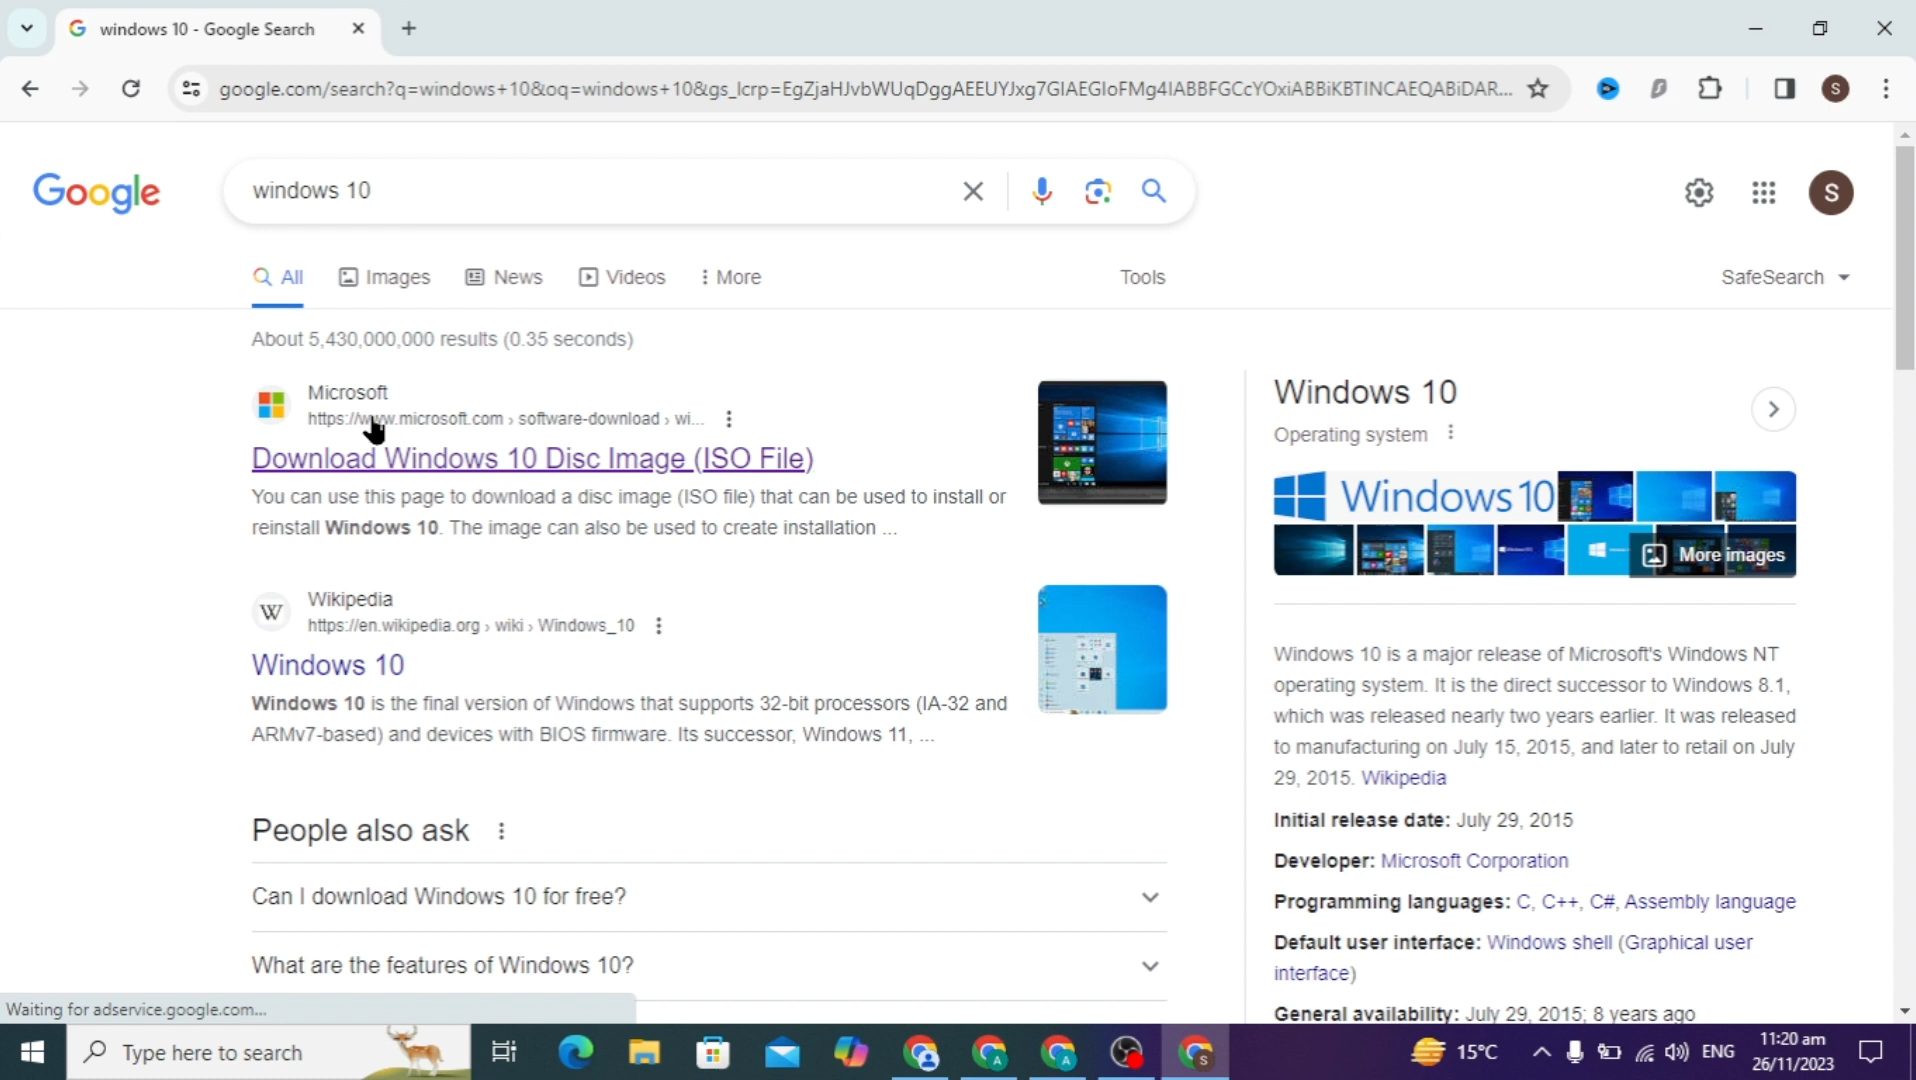 windows 10 - Google Search
google.com/search?q=windows+10&oq=windows+10&gs_lcrp=EgZjaHJvbWUqDggAEEUYJxg7GIAEGIoFMg4IABBFGCcYOxiABBiKBTINCAEQABiDAR...
S
Google
windows 10
S
All
Images
News
Videos
More
Tools
SafeSearch
About 5,430,000,000 results (0.35 seconds)
Microsoft
https://www.microsoft.com › software-download › wi...
Download Windows 10 Disc Image (ISO File)
You can use this page to download a disc image (ISO file) that can be used to install or
reinstall Windows 10. The image can also be used to create installation ...
W
Wikipedia
https://en.wikipedia.org › wiki › Windows_10
Windows 10
Windows 10 is the final version of Windows that supports 32-bit processors (IA-32 and
ARMv7-based) and devices with BIOS firmware. Its successor, Windows 11, ...
People also ask
Can I download Windows 10 for free?
What are the features of Windows 10?
Windows 10
Operating system
Windows 10
More images
Windows 10 is a major release of Microsoft's Windows NT
operating system. It is the direct successor to Windows 8.1,
which was released nearly two years earlier. It was released
to manufacturing on July 15, 2015, and later to retail on July
29, 2015. Wikipedia
Initial release date: July 29, 2015
Developer: Microsoft Corporation
Programming languages: C, C++, C#, Assembly language
Default user interface: Windows shell (Graphical user
interface)
General availability: July 29, 2015; 8 years ago
Waiting for adservice.google.com...
Type here to search
A
A
S
15°C
ENG
11:20 am
26/11/2023